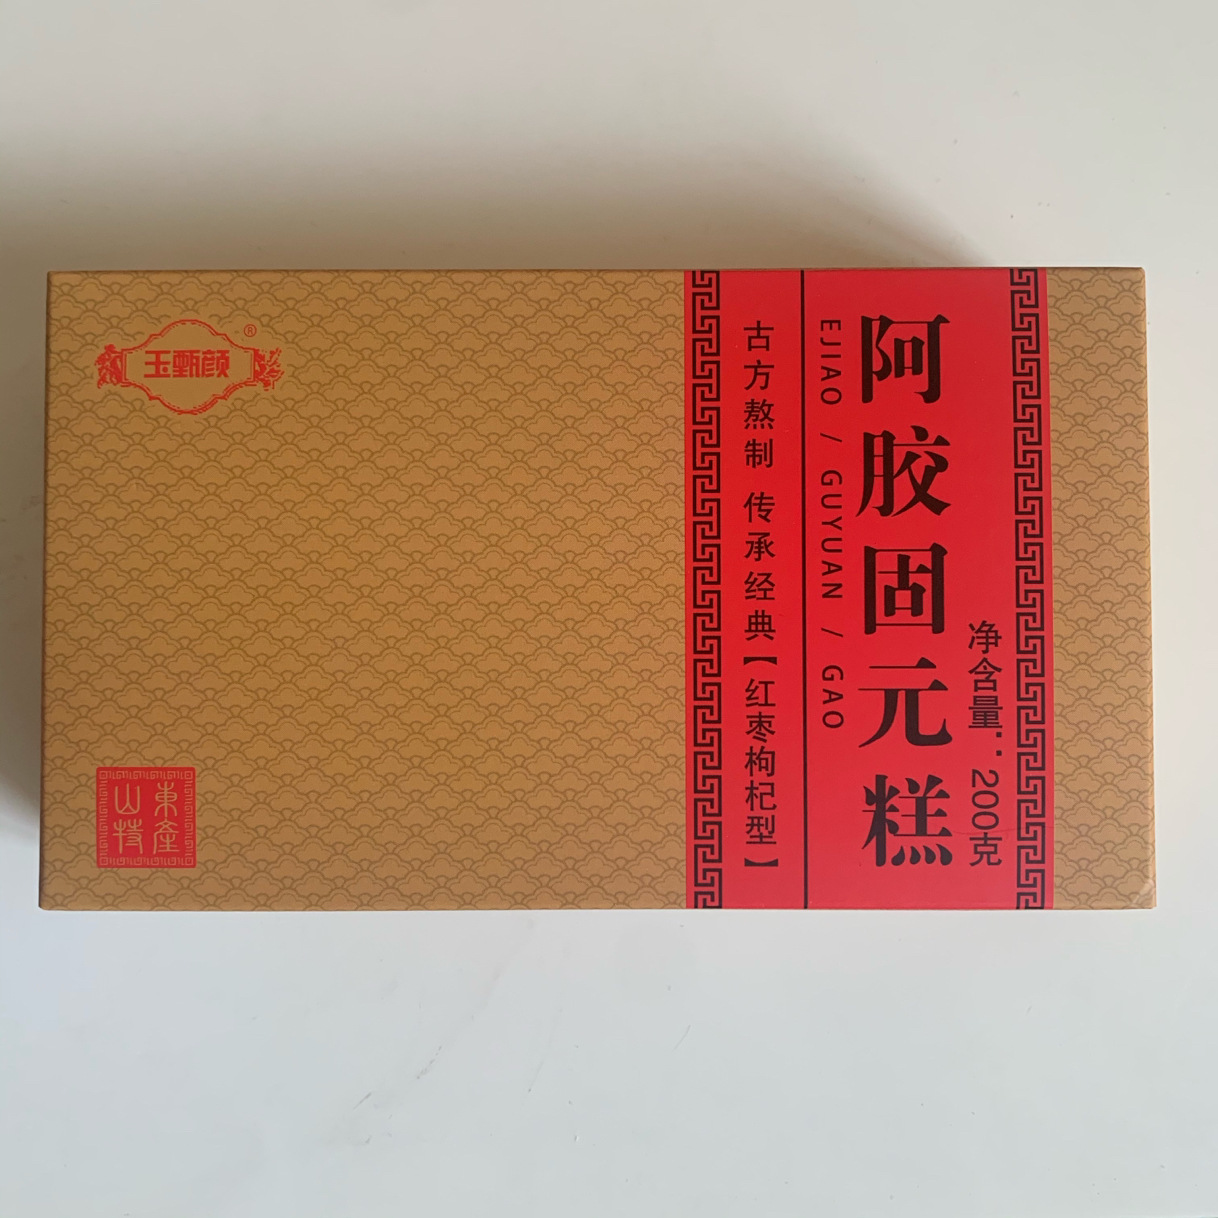 玉甄颜
®
阿胶固元糕
EJIAO / GUYUAN / GAO
净含量：200克
古方熬制 传承经典【红枣枸杞型】
山東
特產